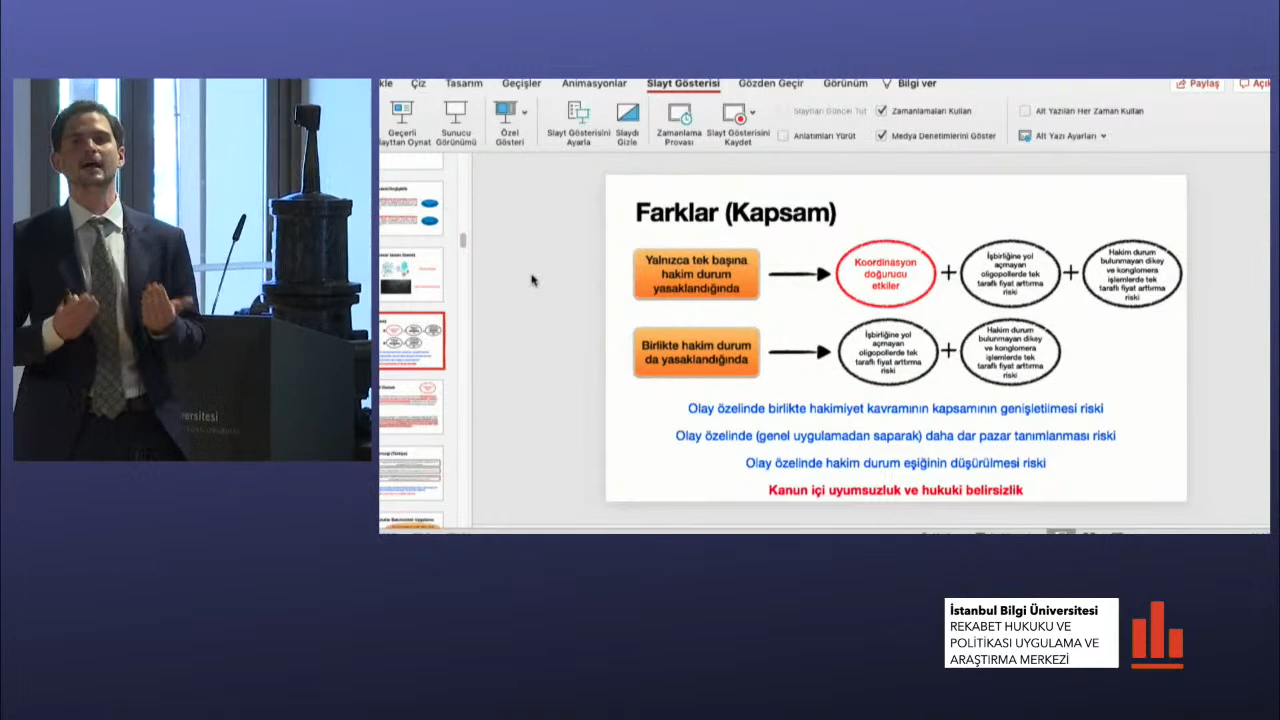 kle Çiz Tasarım Geçişler Animasyonlar Slayt Gösterisi Gözden Geçir Görünüm Bilgi ver Paylaş Açık
Geçerli
layttan Oynat
Sunucu
Görünümü
Özel
Gösteri
Slayt Gösterisini
Ayarla
Slaydı
Gizle
Zamanlama
Provası
Slayt Gösterisini
Kaydet
Slaytları Güncel Tut
Anlatımları Yürüt
Zamanlamaları Kullan
Medya Denetimlerini Göster
Alt Yazıları Her Zaman Kullan
Alt Yazı Ayarları
Farklar (Kapsam)
Yalnızca tek başına
hakim durum
yasaklandığında
Koordinasyon
doğurucu
etkiler
+
İşbirliğine yol
açmayan
oligopollerde tek
taraflı fiyat arttırma
riski
+
Hakim durum
bulunmayan dikey
ve konglomera
işlemlerde tek
taraflı fiyat arttırma
riski
Birlikte hakim durum
da yasaklandığında
İşbirliğine yol
açmayan
oligopollerde tek
taraflı fiyat arttırma
riski
+
Hakim durum
bulunmayan dikey
ve konglomera
işlemlerde tek
taraflı fiyat arttırma
riski
Olay özelinde birlikte hakimiyet kavramının kapsamının genişletilmesi riski
Olay özelinde (genel uygulamadan saparak) daha dar pazar tanımlanması riski
Olay özelinde hakim durum eşiğinin düşürülmesi riski
Kanun içi uyumsuzluk ve hukuki belirsizlik
versitesi
İstanbul Bilgi Üniversitesi
REKABET HUKUKU VE
POLİTİKASI UYGULAMA VE
ARAŞTIRMA MERKEZİ